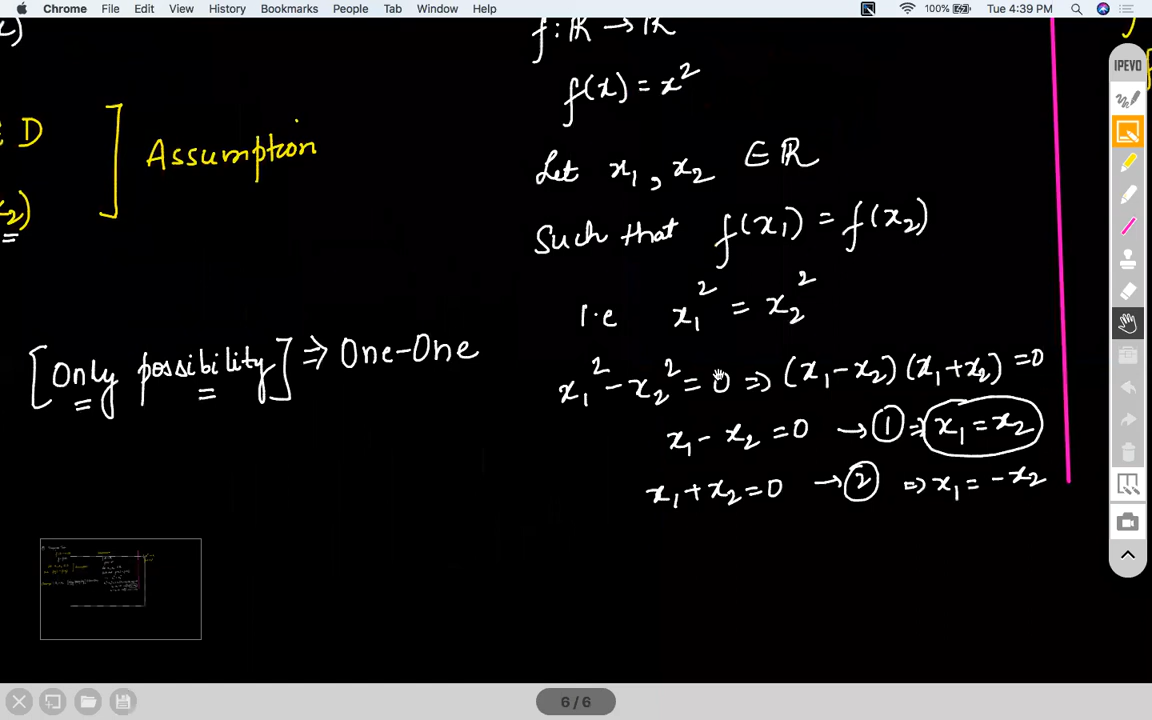 Chrome File Edit View History Bookmarks People Tab Window Help 100% Tue 4:39 PM
IPEVO
f : ℝ → ℝ
f(x) = x²
∈ D
Assumption
Let x₁, x₂ ∈ ℝ
Such that f(x₁) = f(x₂)
i.e x₁² = x₂²
[Only possibility] ⇒ One-One
x₁² - x₂² = 0 ⇒ (x₁ - x₂) (x₁ + x₂) = 0
x₁ - x₂ = 0 → ① ⇒ x₁ = x₂
x₁ + x₂ = 0 → ② ⇒ x₁ = - x₂
6 / 6